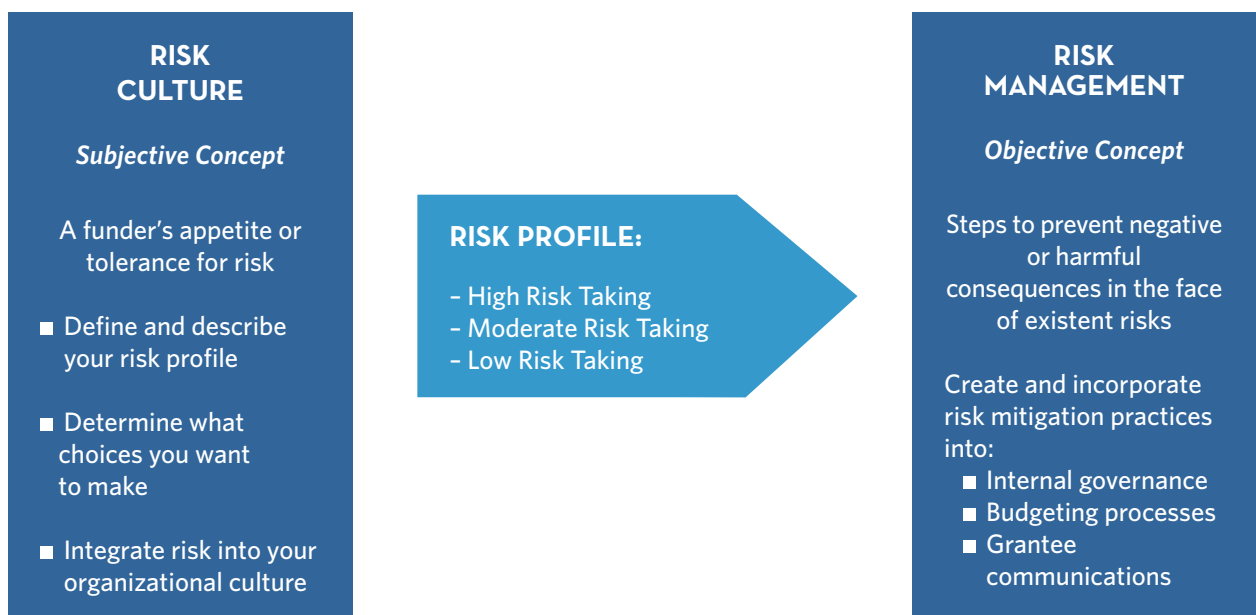 RISK
CULTURE
Subjective Concept
A funder’s appetite or
tolerance for risk
■ Define and describe
your risk profile
■ Determine what
choices you want
to make
■ Integrate risk into your
organizational culture
RISK PROFILE:
– High Risk Taking
– Moderate Risk Taking
– Low Risk Taking
RISK
MANAGEMENT
Objective Concept
Steps to prevent negative
or harmful
consequences in the face
of existent risks
Create and incorporate
risk mitigation practices
into:
■ Internal governance
■ Budgeting processes
■ Grantee
communications